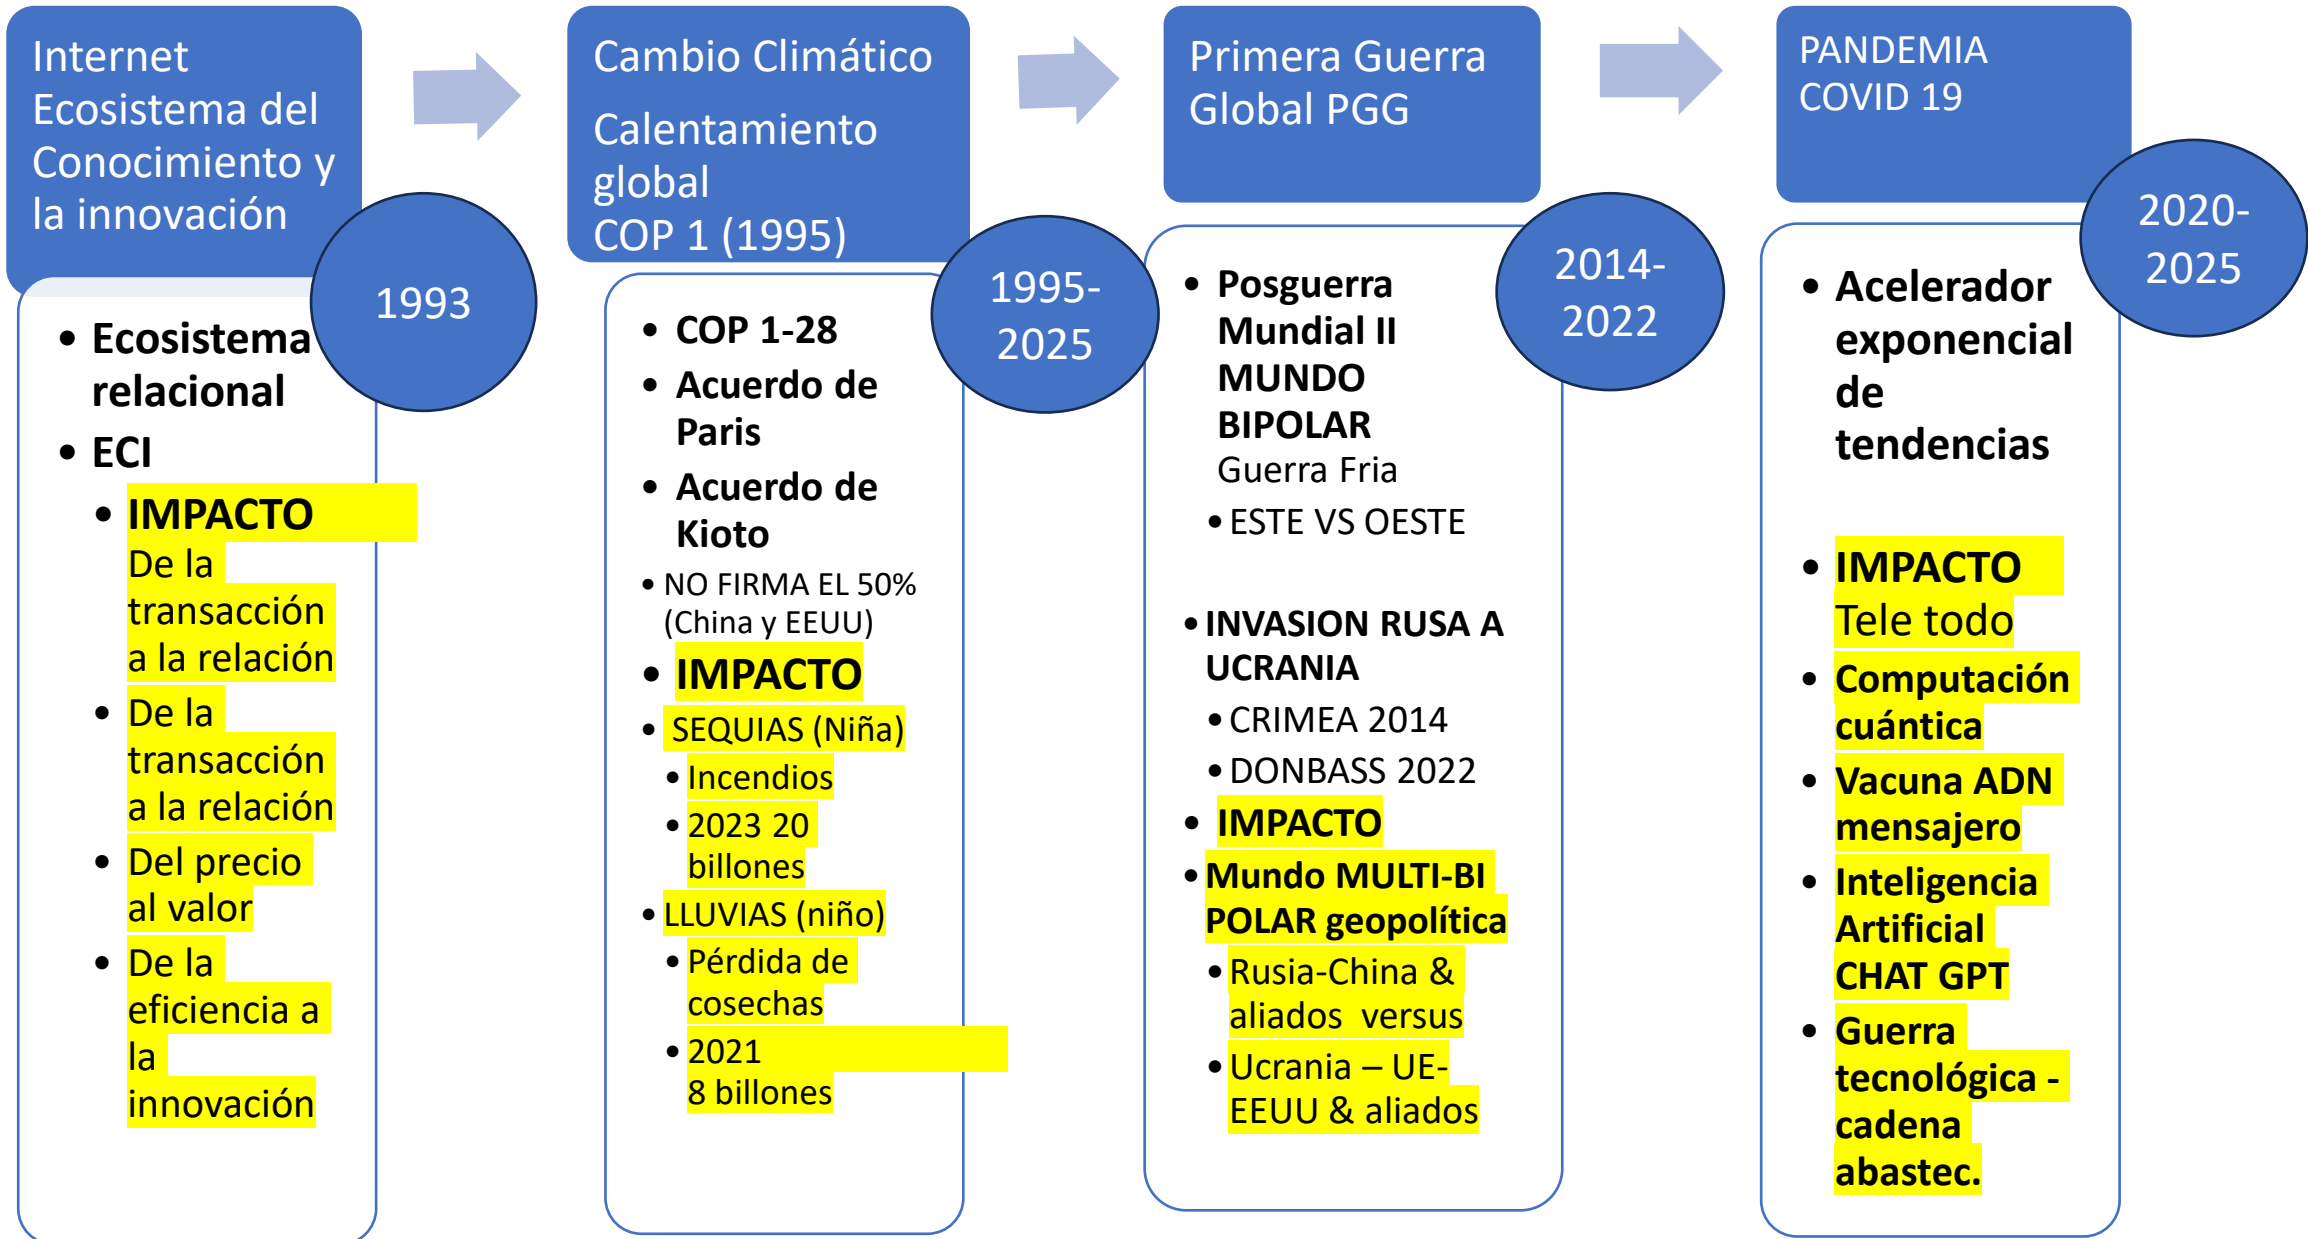 Internet
Ecosistema del
Conocimiento y
la innovación
1993
• Ecosistema
relacional
• ECI
• IMPACTO
De la
transacción
a la relación
• De la
transacción
a la relación
• Del precio
al valor
• De la
eficiencia a
la
innovación
Cambio Climático
Calentamiento
global
COP 1 (1995)
1995-
2025
• COP 1-28
• Acuerdo de
Paris
• Acuerdo de
Kioto
• NO FIRMA EL 50%
(China y EEUU)
• IMPACTO
• SEQUIAS (Niña)
• Incendios
• 2023 20
billones
• LLUVIAS (niño)
• Pérdida de
cosechas
• 2021
8 billones
Primera Guerra
Global PGG
2014-
2022
• Posguerra
Mundial II
MUNDO
BIPOLAR
Guerra Fria
• ESTE VS OESTE
• INVASION RUSA A
UCRANIA
• CRIMEA 2014
• DONBASS 2022
• IMPACTO
• Mundo MULTI-BI
POLAR geopolítica
• Rusia-China &
aliados versus
• Ucrania – UE-
EEUU & aliados
PANDEMIA
COVID 19
2020-
2025
• Acelerador
exponencial
de
tendencias
• IMPACTO
Tele todo
• Computación
cuántica
• Vacuna ADN
mensajero
• Inteligencia
Artificial
CHAT GPT
• Guerra
tecnológica -
cadena
abastec.